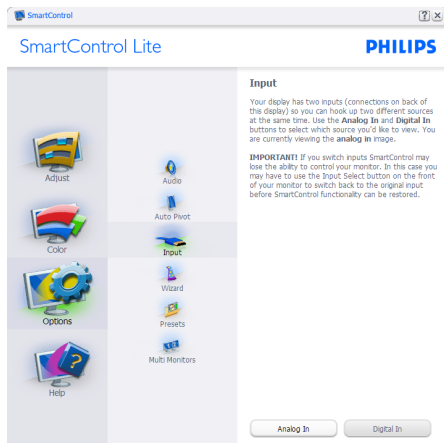 SmartControl
SmartControl Lite
PHILIPS
Adjust
Color
Options
Help
Audio
Auto Pivot
Input
Wizard
Presets
Multi Monitors
Input
Your display has two inputs (connections on back of
this display) so you can hook up two different sources
at the same time. Use the Analog In and Digital In
buttons to select which source you'd like to view. You
are currently viewing the analog in image.
IMPORTANT! If you switch inputs SmartControl may
lose the ability to control your monitor. In this case you
may have to use the Input Select button on the front
of your monitor to switch back to the original input
before SmartControl functionality can be restored.
Analog In
Digital In